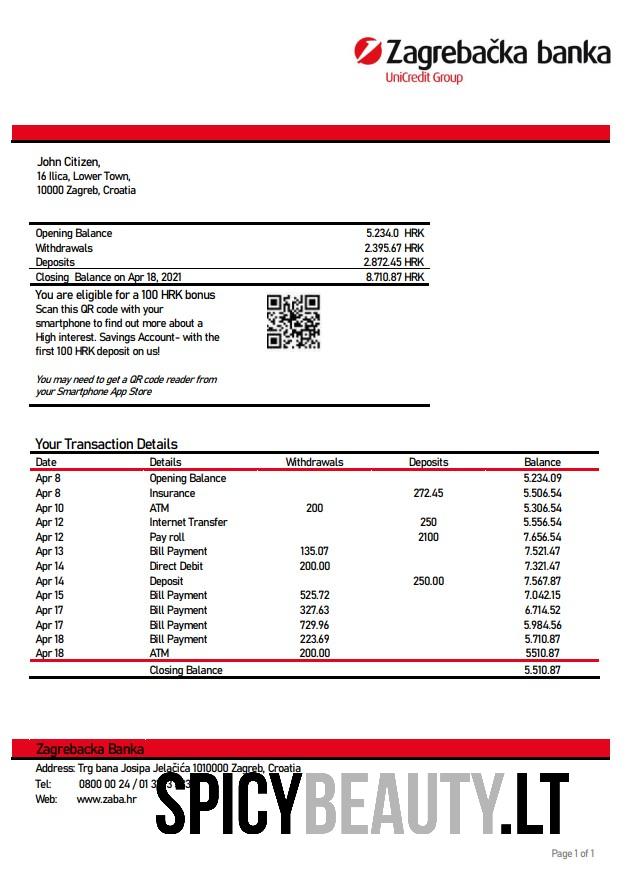 Zagrebačka banka
UniCredit Group
John Citizen,
16 Ilica, Lower Town,
10000 Zagreb, Croatia
Opening Balance 5.234.0 HRK
Withdrawals 2.395.67 HRK
Deposits 2.872.45 HRK
Closing Balance on Apr 18, 2021 8.710.87 HRK
You are eligible for a 100 HRK bonus
Scan this QR code with your
smartphone to find out more about a
High interest. Savings Account- with the
first 100 HRK deposit on us!
You may need to get a QR code reader from
your Smartphone App Store
Your Transaction Details
Date Details Withdrawals Deposits Balance
Apr 8 Opening Balance 5.234.09
Apr 8 Insurance 272.45 5.506.54
Apr 10 ATM 200 5.306.54
Apr 12 Internet Transfer 250 5.556.54
Apr 12 Pay roll 2100 7.656.54
Apr 13 Bill Payment 135.07 7.521.47
Apr 14 Direct Debit 200.00 7.321.47
Apr 14 Deposit 250.00 7.567.87
Apr 15 Bill Payment 525.72 7.042.15
Apr 17 Bill Payment 327.63 6.714.52
Apr 17 Bill Payment 729.96 5.984.56
Apr 18 Bill Payment 223.69 5.710.87
Apr 18 ATM 200.00 5510.87
Closing Balance 5.510.87
Zagrebacka Banka
Address: Trg bana Josipa Jelačića 1010000 Zagreb, Croatia
Tel: 0800 00 24 / 01
Web: www.zaba.hr
SPICYBEAUTY.LT
Page 1 of 1